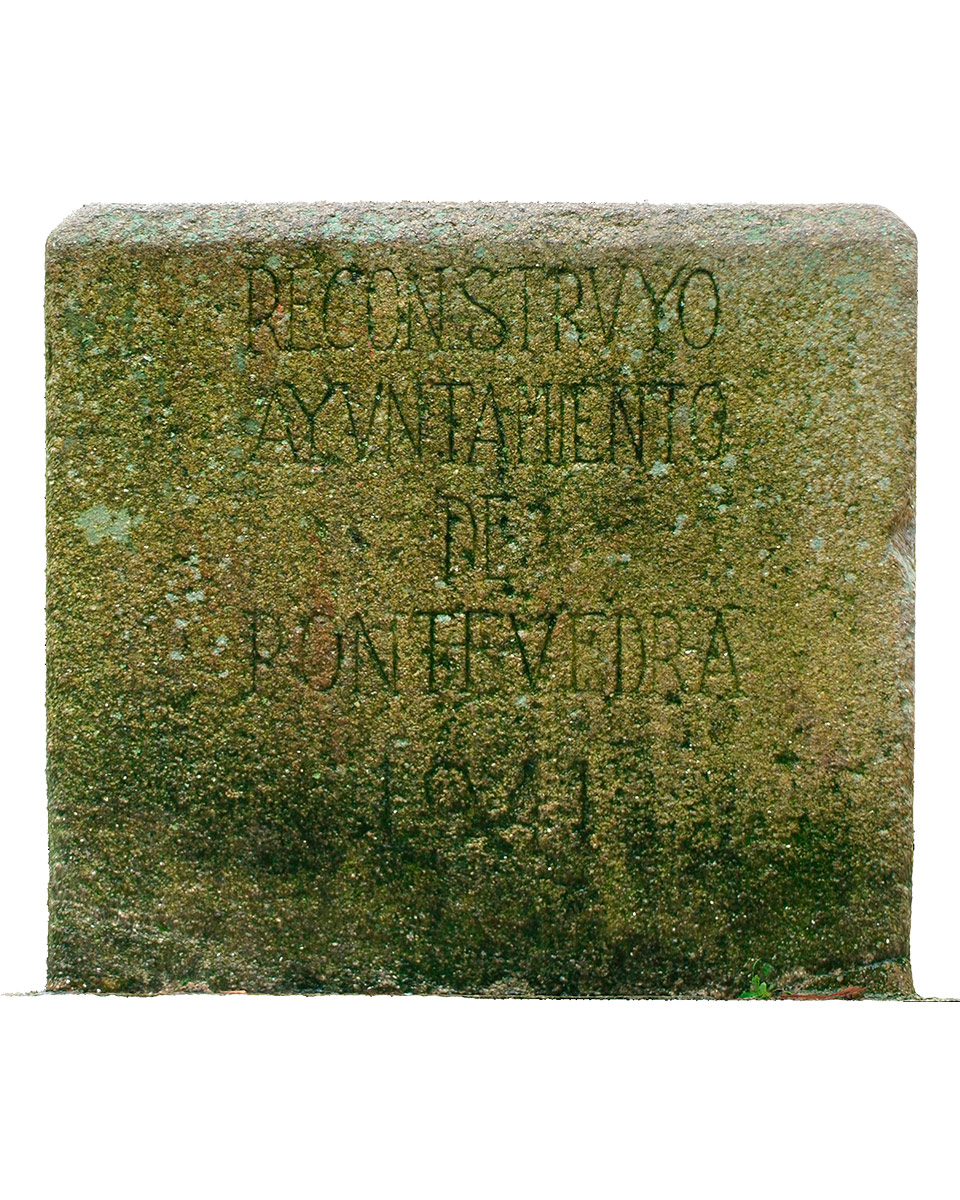 RECONSTRVYO
AYVNTAMIENTO
DE
PONTEVEDRA
1941